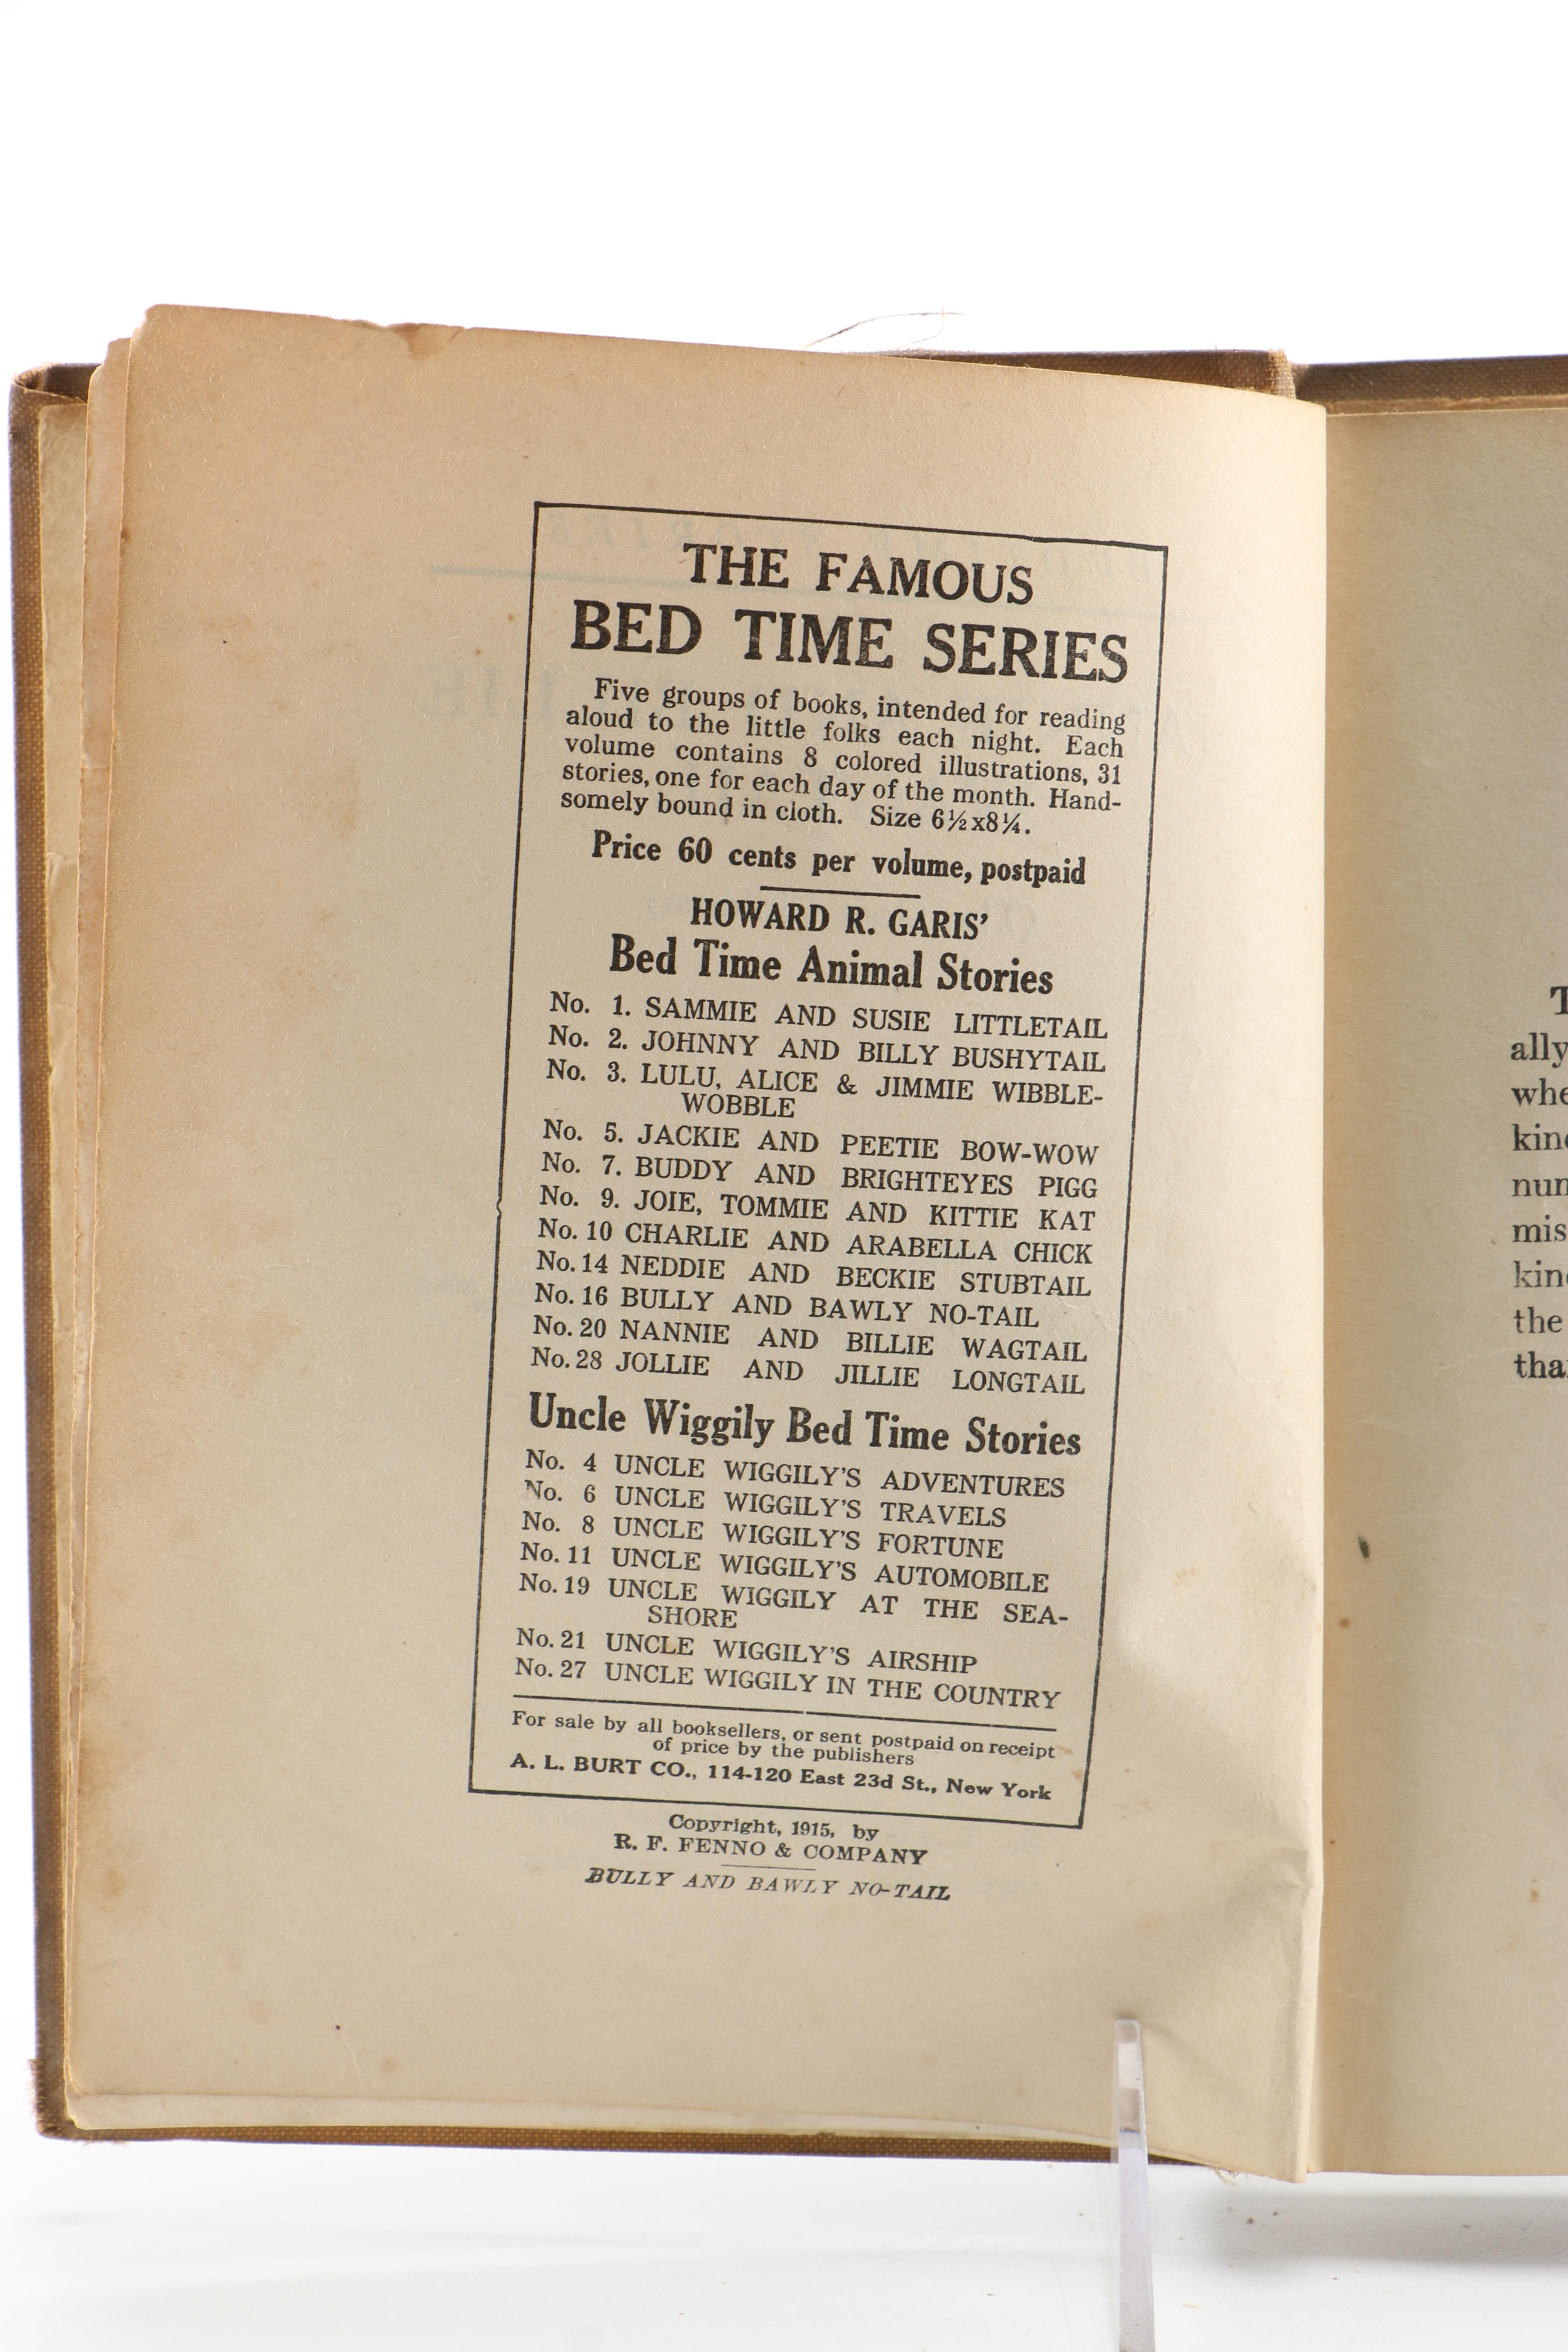 THE FAMOUS
BED TIME SERIES
Five groups of books, intended for reading
aloud to the little folks each night. Each
volume contains 8 colored illustrations, 31
stories, one for each day of the month. Hand-
somely bound in cloth. Size 6½x8¼.
Price 60 cents per volume, postpaid
HOWARD R. GARIS'
Bed Time Animal Stories
No. 1. SAMMIE AND SUSIE LITTLETAIL
No. 2. JOHNNY AND BILLY BUSHYTAIL
No. 3. LULU, ALICE & JIMMIE WIBBLE-
WOBBLE
No. 5. JACKIE AND PEETIE BOW-WOW
No. 7. BUDDY AND BRIGHTEYES PIGG
No. 9. JOIE, TOMMIE AND KITTIE KAT
No. 10 CHARLIE AND ARABELLA CHICK
No. 14 NEDDIE AND BECKIE STUBTAIL
No. 16 BULLY AND BAWLY NO-TAIL
No. 20 NANNIE AND BILLIE WAGTAIL
No. 28 JOLLIE AND JILLIE LONGTAIL
Uncle Wiggily Bed Time Stories
No. 4 UNCLE WIGGILY'S ADVENTURES
No. 6 UNCLE WIGGILY'S TRAVELS
No. 8 UNCLE WIGGILY'S FORTUNE
No. 11 UNCLE WIGGILY'S AUTOMOBILE
No. 19 UNCLE WIGGILY AT THE SEA-
SHORE
No. 21 UNCLE WIGGILY'S AIRSHIP
No. 27 UNCLE WIGGILY IN THE COUNTRY
For sale by all booksellers, or sent postpaid on receipt
of price by the publishers
A. L. BURT CO., 114-120 East 23d St., New York
Copyright, 1915, by
R. F. FENNO & COMPANY
BULLY AND BAWLY NO-TAIL
ally
the